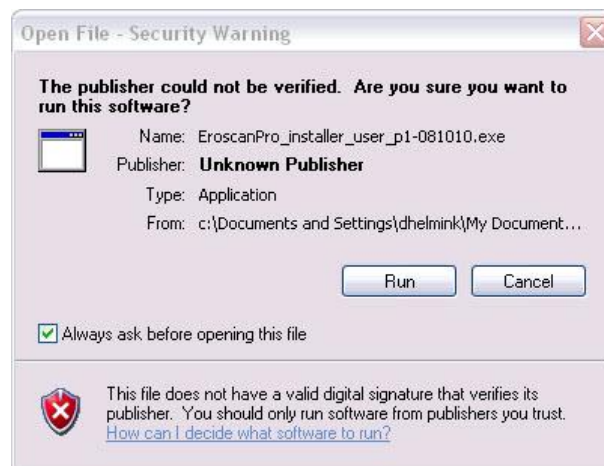 Open File - Security Warning
The publisher could not be verified. Are you sure you want to
run this software?
Name: EroscanPro_installer_user_p1-081010.exe
Publisher: Unknown Publisher
Type: Application
From: c:\Documents and Settings\dhelmink\My Document...
Run Cancel
Always ask before opening this file
This file does not have a valid digital signature that verifies its
publisher. You should only run software from publishers you trust.
How can I decide what software to run?